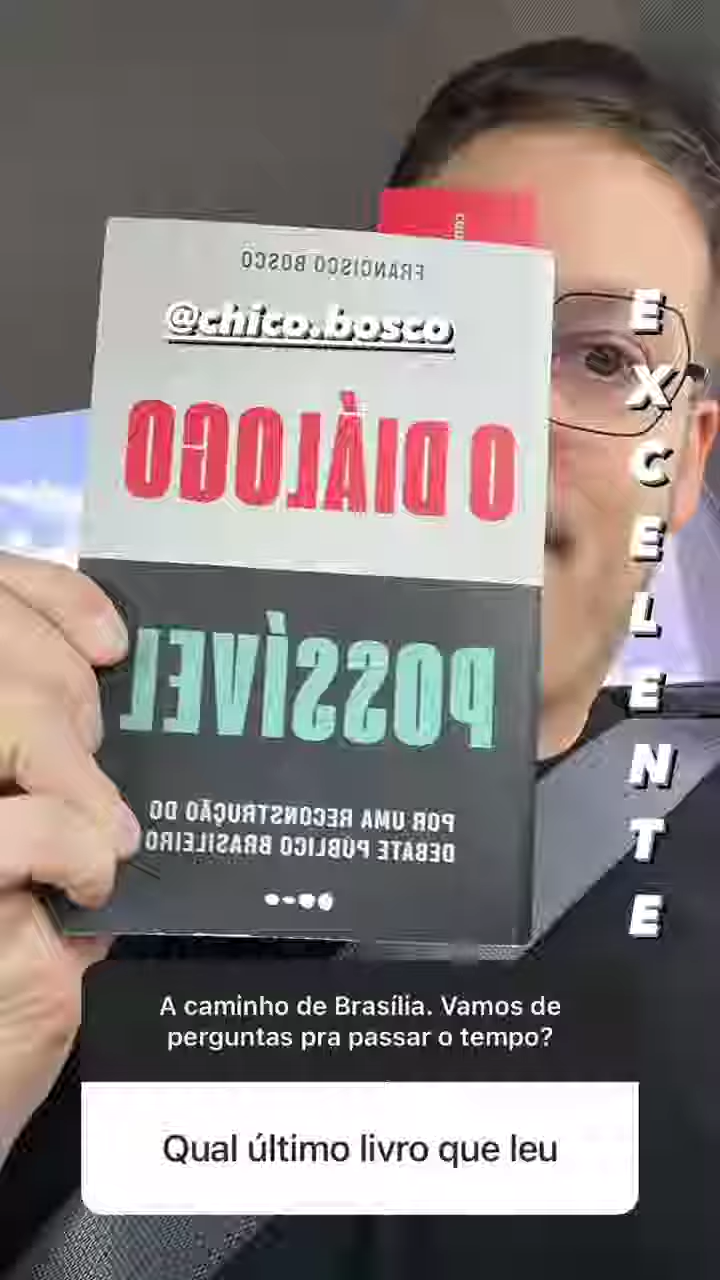 FRANCISCO BOSCO
@chico.bosco
O DIÁLOGO
POSSÍVEL
POR UMA RECONSTRUÇÃO DO
DEBATE PÚBLICO BRASILEIRO
EXCELENTE
A caminho de Brasília. Vamos de
perguntas pra passar o tempo?
Qual último livro que leu